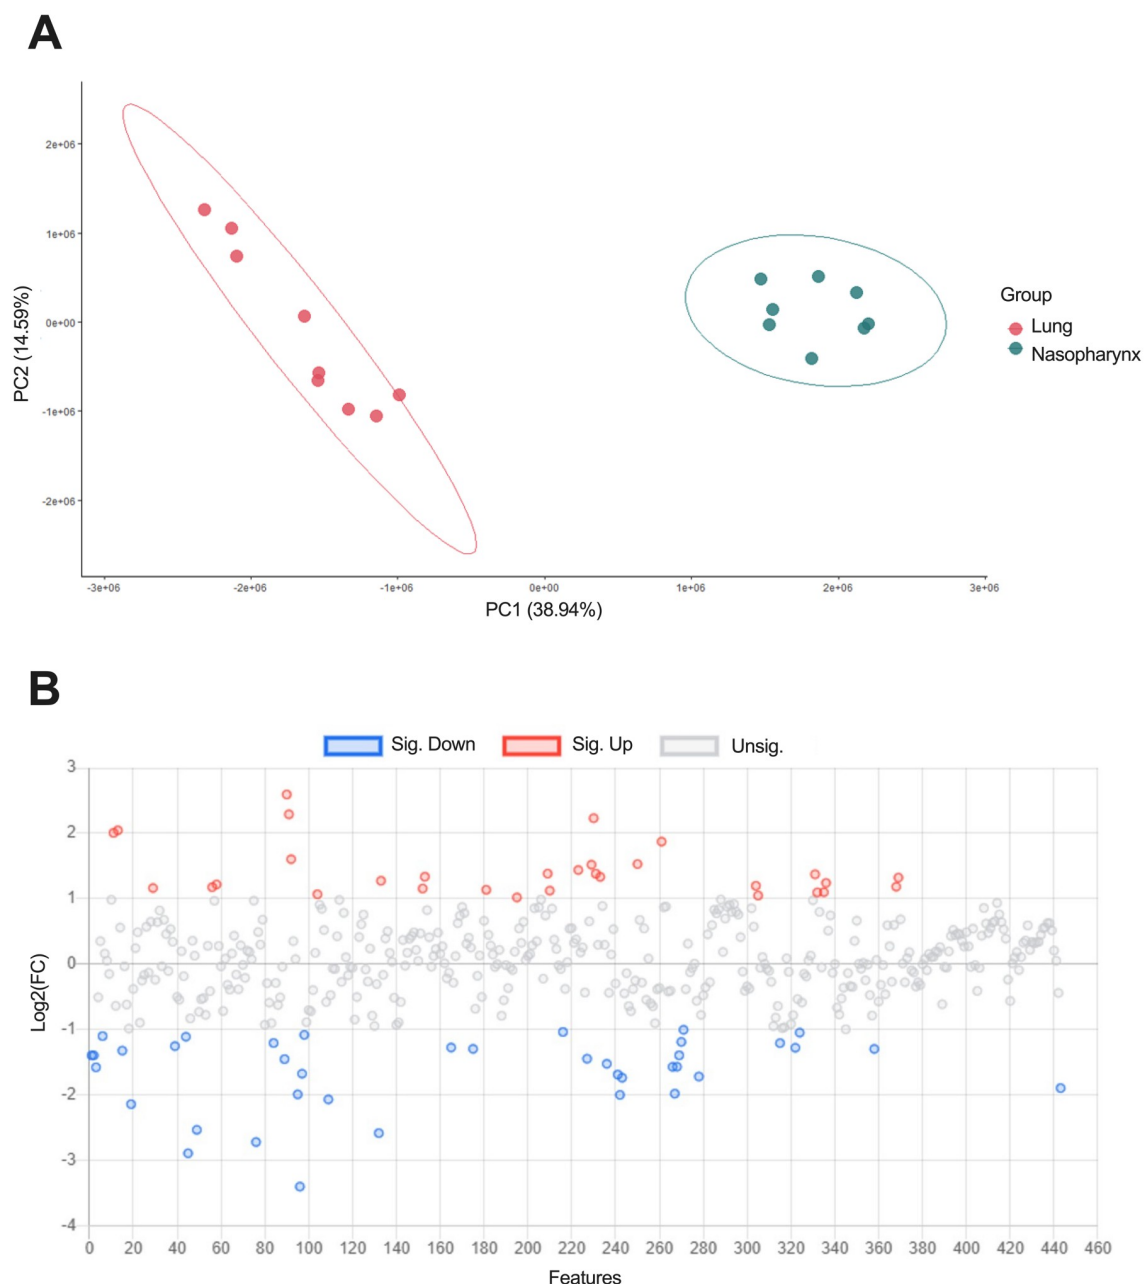 A
2e+06
1e+06
0e+00
-1e+06
-2e+06
PC2 (14.59%)
-3e+06 -2e+06 -1e+06 0e+00 1e+06 2e+06 3e+06
PC1 (38.94%)
Group
Lung
Nasopharynx
B
Sig. Down Sig. Up Unsig.
3
2
1
0
-1
-2
-3
-4
Log2(FC)
0 20 40 60 80 100 120 140 160 180 200 220 240 260 280 300 320 340 360 380 400 420 440 460
Features